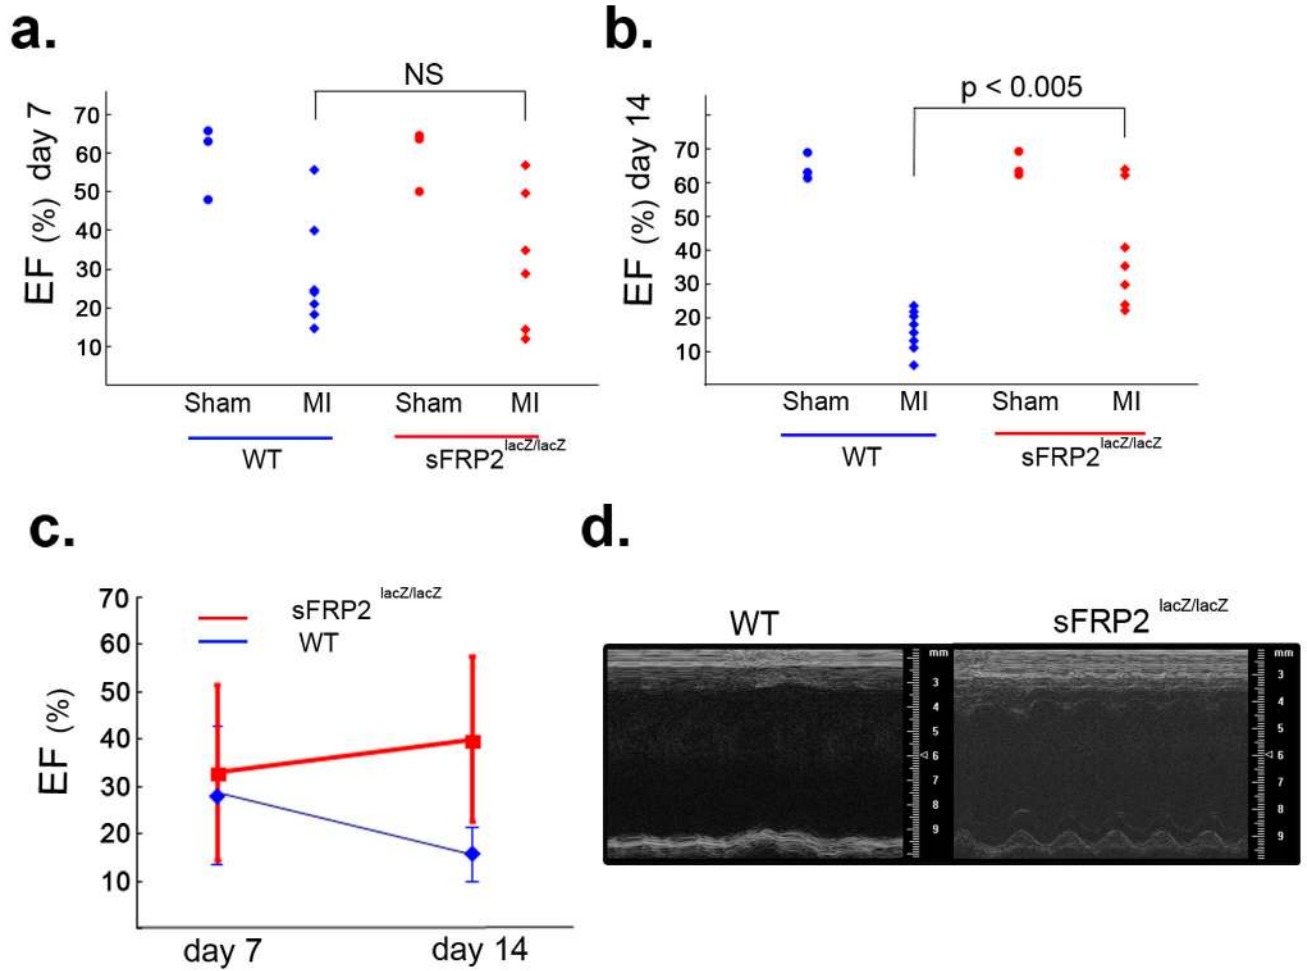 a.
NS
EF (%) day 7
70
60
50
40
30
20
10
Sham MI Sham MI
WT sFRP2 lacZ/lacZ
b.
p < 0.005
EF (%) day 14
70
60
50
40
30
20
10
Sham MI Sham MI
WT sFRP2 lacZ/lacZ
c.
sFRP2 lacZ/lacZ
WT
EF (%)
70
60
50
40
30
20
10
day 7 day 14
d.
WT sFRP2 lacZ/lacZ
mm
3
4
5
6
7
8
9
mm
3
4
5
6
7
8
9